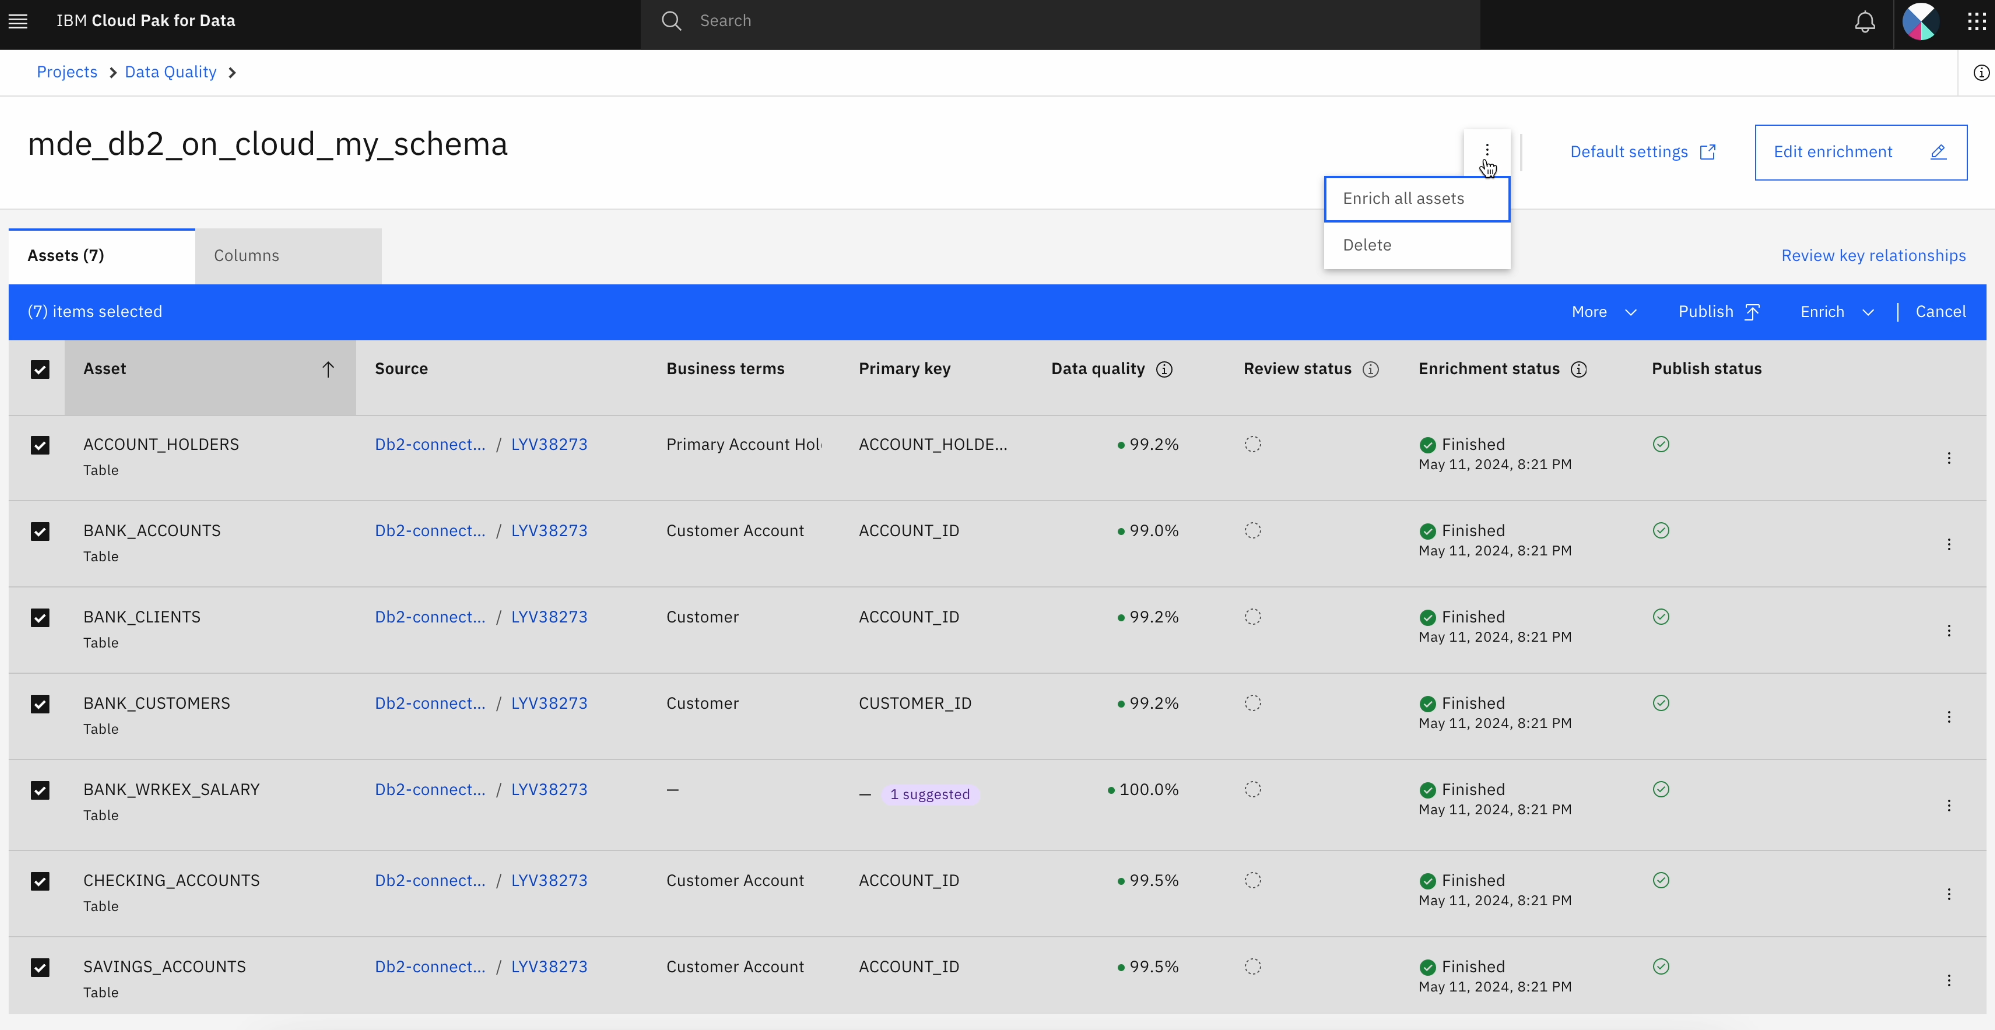 IBM Cloud Pak for Data
Search
Projects
Data Quality
mde_db2_on_cloud_my_schema
Default settings
Edit enrichment
Enrich all assets
Delete
Assets (7)
Columns
Review key relationships
(7) items selected
More
Publish
Enrich
Cancel
Asset Source Business terms Primary key Data quality Review status Enrichment status Publish status
ACCOUNT_HOLDERS Db2-connect... / LYV38273 Primary Account Hol ACCOUNT_HOLDE... 99.2% Finished
Table May 11, 2024, 8:21 PM
BANK_ACCOUNTS Db2-connect... / LYV38273 Customer Account ACCOUNT_ID 99.0% Finished
Table May 11, 2024, 8:21 PM
BANK_CLIENTS Db2-connect... / LYV38273 Customer ACCOUNT_ID 99.2% Finished
Table May 11, 2024, 8:21 PM
BANK_CUSTOMERS Db2-connect... / LYV38273 Customer CUSTOMER_ID 99.2% Finished
Table May 11, 2024, 8:21 PM
BANK_WRKEX_SALARY Db2-connect... / LYV38273 — — 1 suggested 100.0% Finished
Table May 11, 2024, 8:21 PM
CHECKING_ACCOUNTS Db2-connect... / LYV38273 Customer Account ACCOUNT_ID 99.5% Finished
Table May 11, 2024, 8:21 PM
SAVINGS_ACCOUNTS Db2-connect... / LYV38273 Customer Account ACCOUNT_ID 99.5% Finished
Table May 11, 2024, 8:21 PM